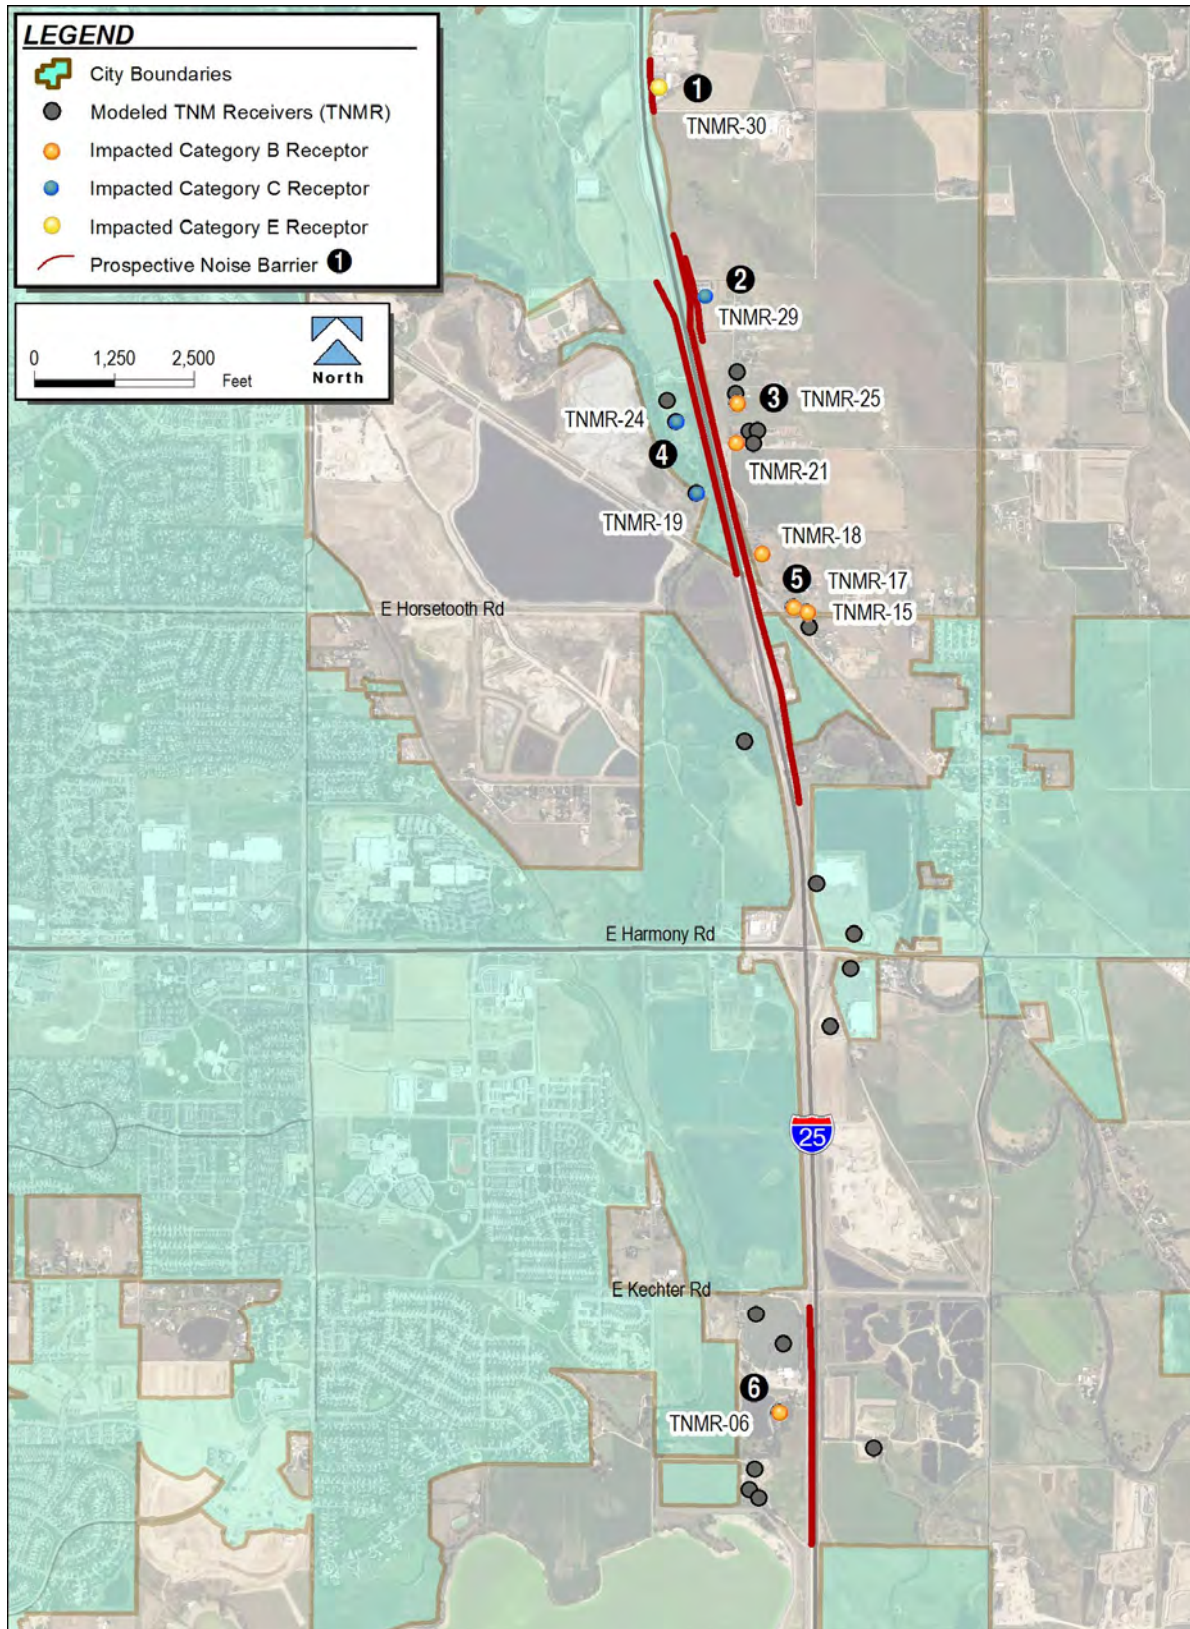 LEGEND
City Boundaries
Modeled TNM Receivers (TNMR)
Impacted Category B Receptor
Impacted Category C Receptor
Impacted Category E Receptor
Prospective Noise Barrier 1
0 1,250 2,500
Feet
North
1
TNMR-30
2
TNMR-29
3 TNMR-25
TNMR-24
4
TNMR-21
TNMR-19
TNMR-18
5 TNMR-17
TNMR-15
E Horsetooth Rd
E Harmony Rd
25
E Kechter Rd
6
TNMR-06